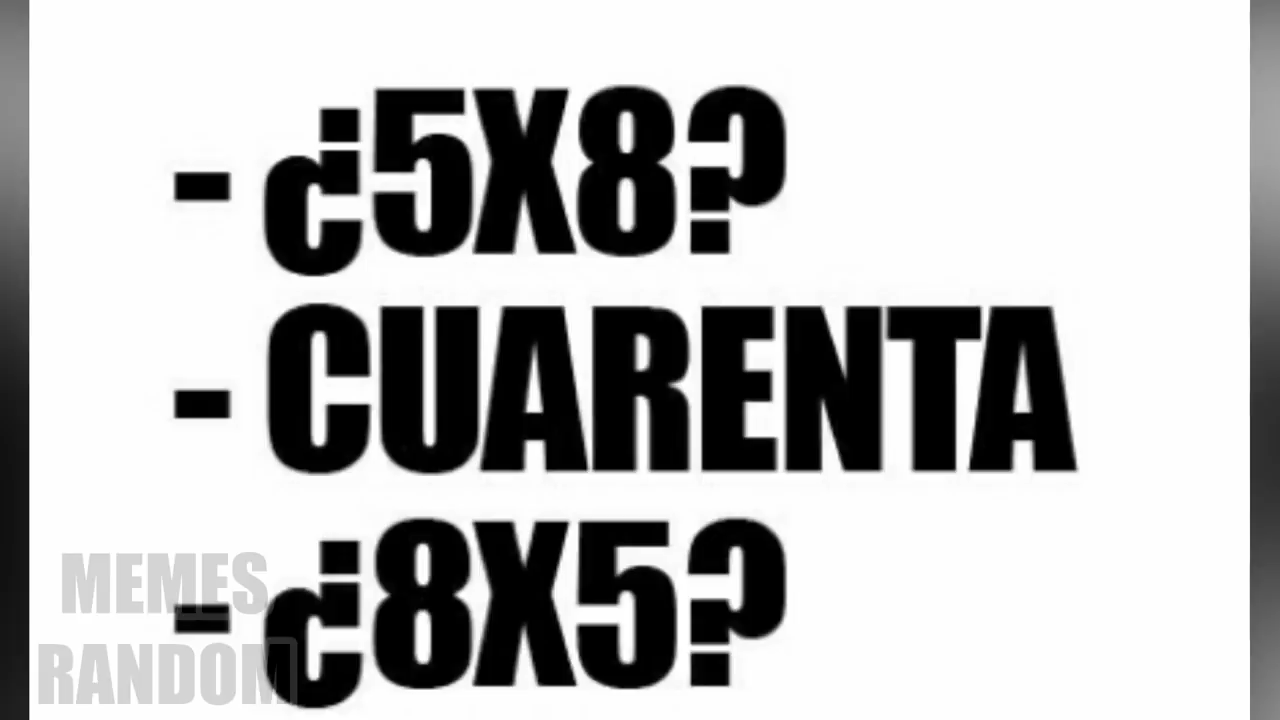 - ¿5X8?
- CUARENTA
- ¿8X5?
MEMES
RANDOM